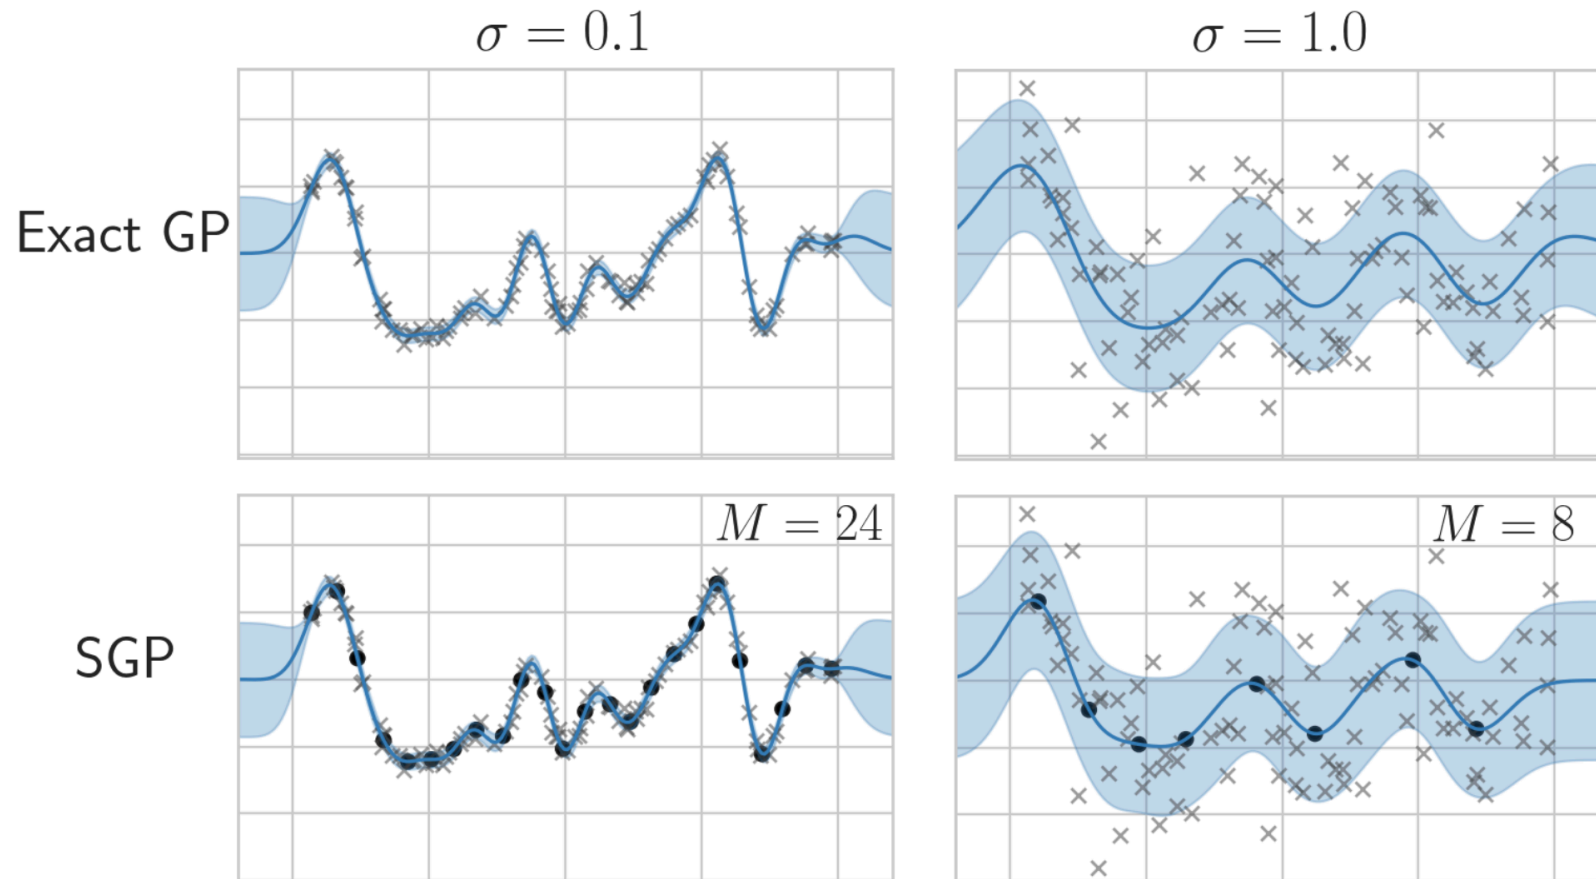 σ = 0.1
σ = 1.0
Exact GP
M = 24
M = 8
SGP